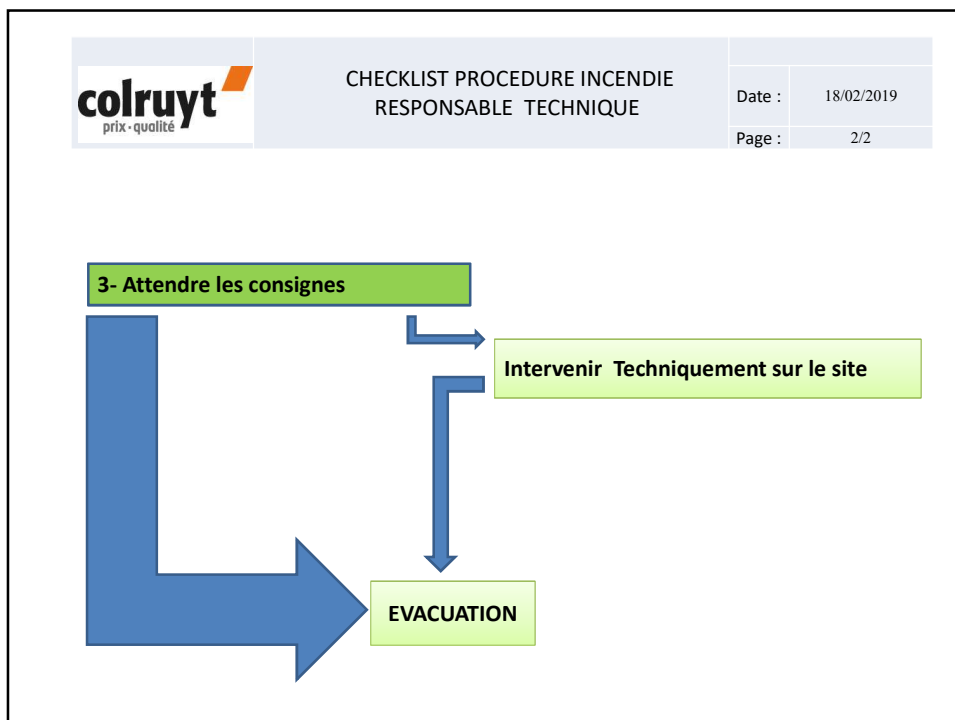 colruyt
prix - qualité
CHECKLIST PROCEDURE INCENDIE
RESPONSABLE TECHNIQUE
Date : 18/02/2019
Page : 2/2
3- Attendre les consignes
Intervenir Techniquement sur le site
EVACUATION